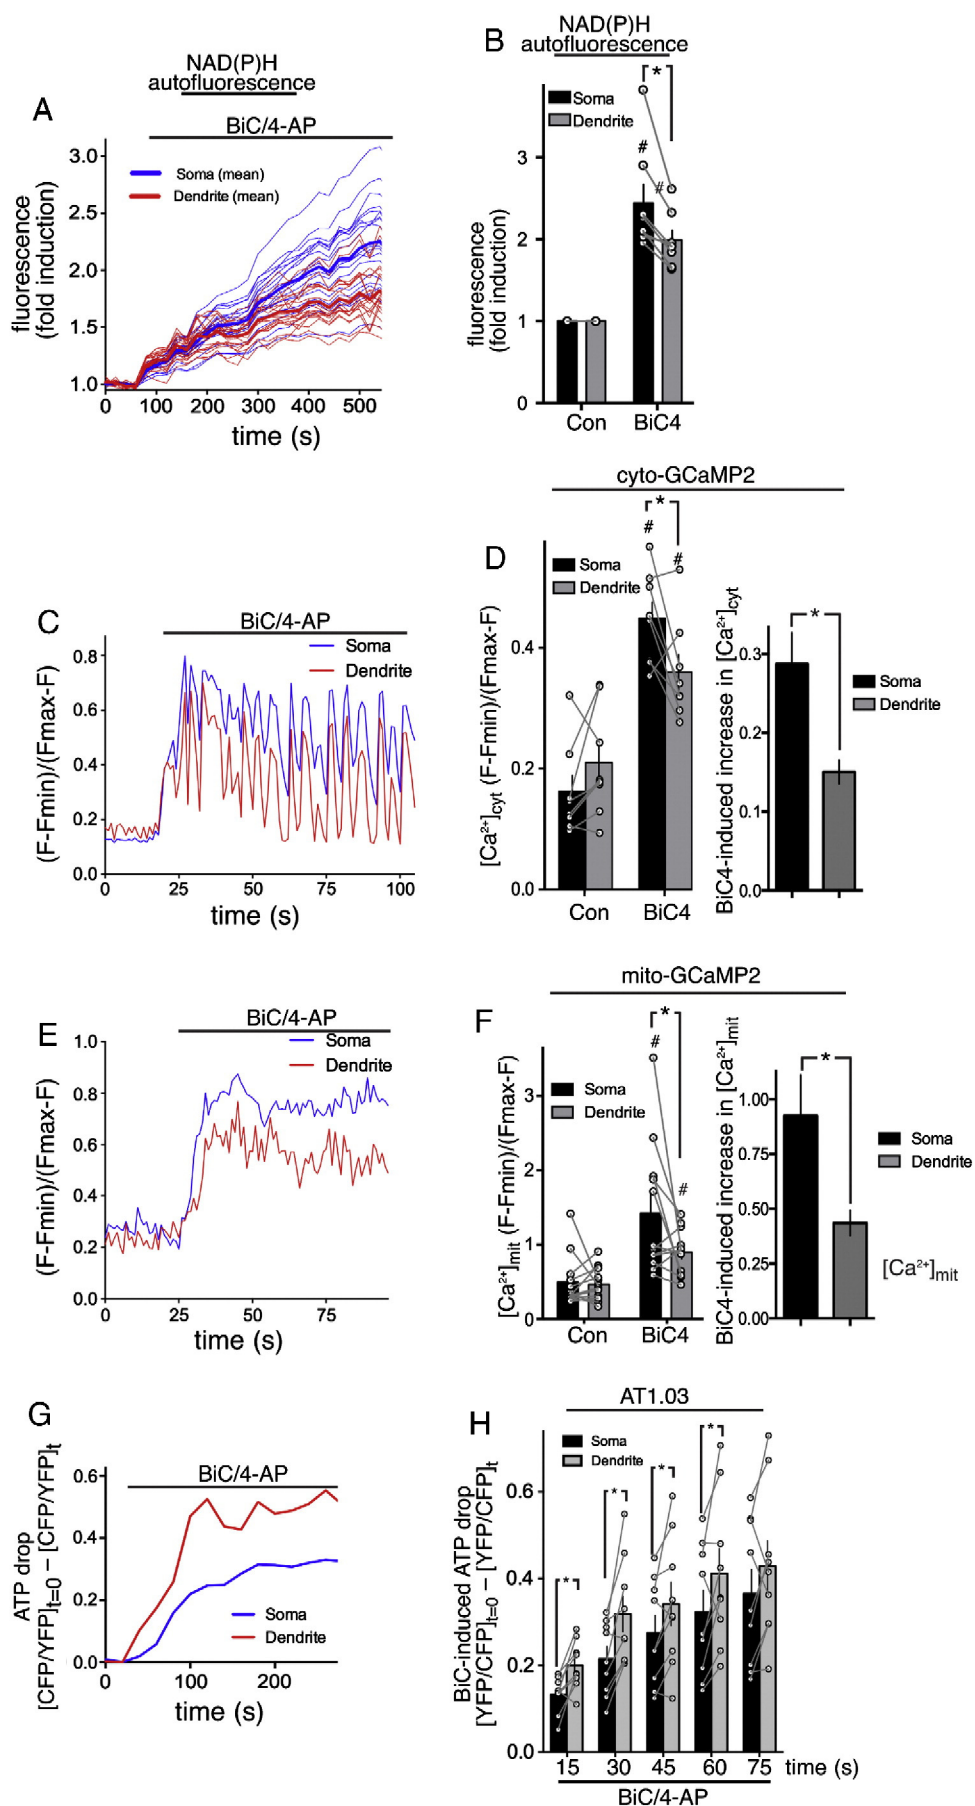 A
NAD(P)H
autofluorescence
BiC/4-AP
Soma (mean)
Dendrite (mean)
fluorescence
(fold induction)
3.0
2.5
2.0
1.5
1.0
0 100 200 300 400 500
time (s)
B
NAD(P)H
autofluorescence
*
Soma
Dendrite
#
#
fluorescence
(fold induction)
3
2
1
0
Con BiC4
C
BiC/4-AP
Soma
Dendrite
(F-Fmin)/(Fmax-F)
0.8
0.6
0.4
0.2
0.0
0 25 50 75 100
time (s)
cyto-GCaMP2
D
*
#
#
Soma
Dendrite
[Ca²⁺]cyt (F-Fmin)/(Fmax-F)
0.4
0.2
0.0
Con BiC4
BiC4-induced increase in [Ca²⁺]cyt
*
0.3
0.1
0.0
Soma
Dendrite
E
BiC/4-AP
Soma
Dendrite
(F-Fmin)/(Fmax-F)
1.0
0.8
0.6
0.4
0.2
0.0
0 25 50 75
time (s)
mito-GCaMP2
F
*
#
#
Soma
Dendrite
[Ca²⁺]mit (F-Fmin)/(Fmax-F)
3
2
1
0
Con BiC4
BiC4-induced increase in [Ca²⁺]mit
*
1.00
0.75
0.50
0.25
0.00
Soma
Dendrite
[Ca²⁺]mit
G
BiC/4-AP
ATP drop
[CFP/YFP]t=0 – [CFP/YFP]t
0.6
0.4
0.2
0.0
Soma
Dendrite
0 100 200
time (s)
H
AT1.03
Soma
Dendrite
* * * *
BiC-induced ATP drop
[YFP/CFP]t=0 – [YFP/CFP]t
0.6
0.4
0.2
0.0
15 30 45 60 75 time (s)
BiC/4-AP